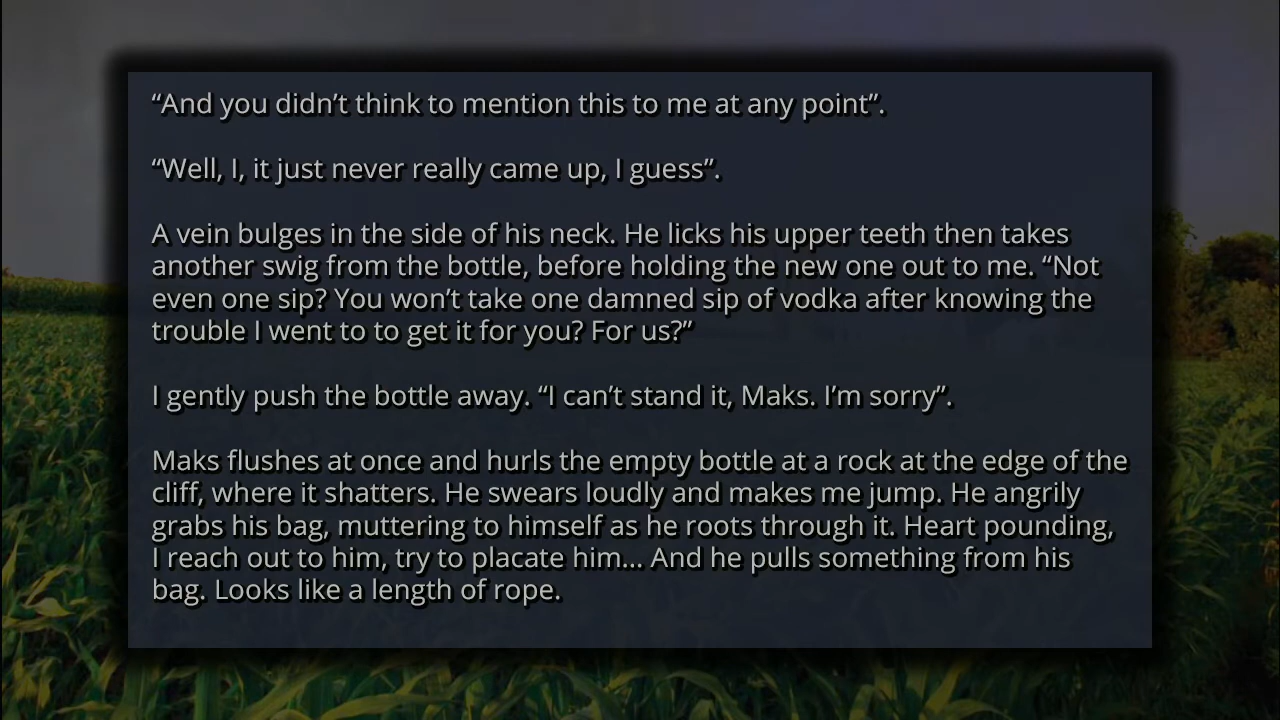 “And you didn’t think to mention this to me at any point”.
“Well, I, it just never really came up, I guess”.
A vein bulges in the side of his neck. He licks his upper teeth then takes
another swig from the bottle, before holding the new one out to me. “Not
even one sip? You won’t take one damned sip of vodka after knowing the
trouble I went to to get it for you? For us?”
I gently push the bottle away. “I can’t stand it, Maks. I’m sorry”.
Maks flushes at once and hurls the empty bottle at a rock at the edge of the
cliff, where it shatters. He swears loudly and makes me jump. He angrily
grabs his bag, muttering to himself as he roots through it. Heart pounding,
I reach out to him, try to placate him... And he pulls something from his
bag. Looks like a length of rope.